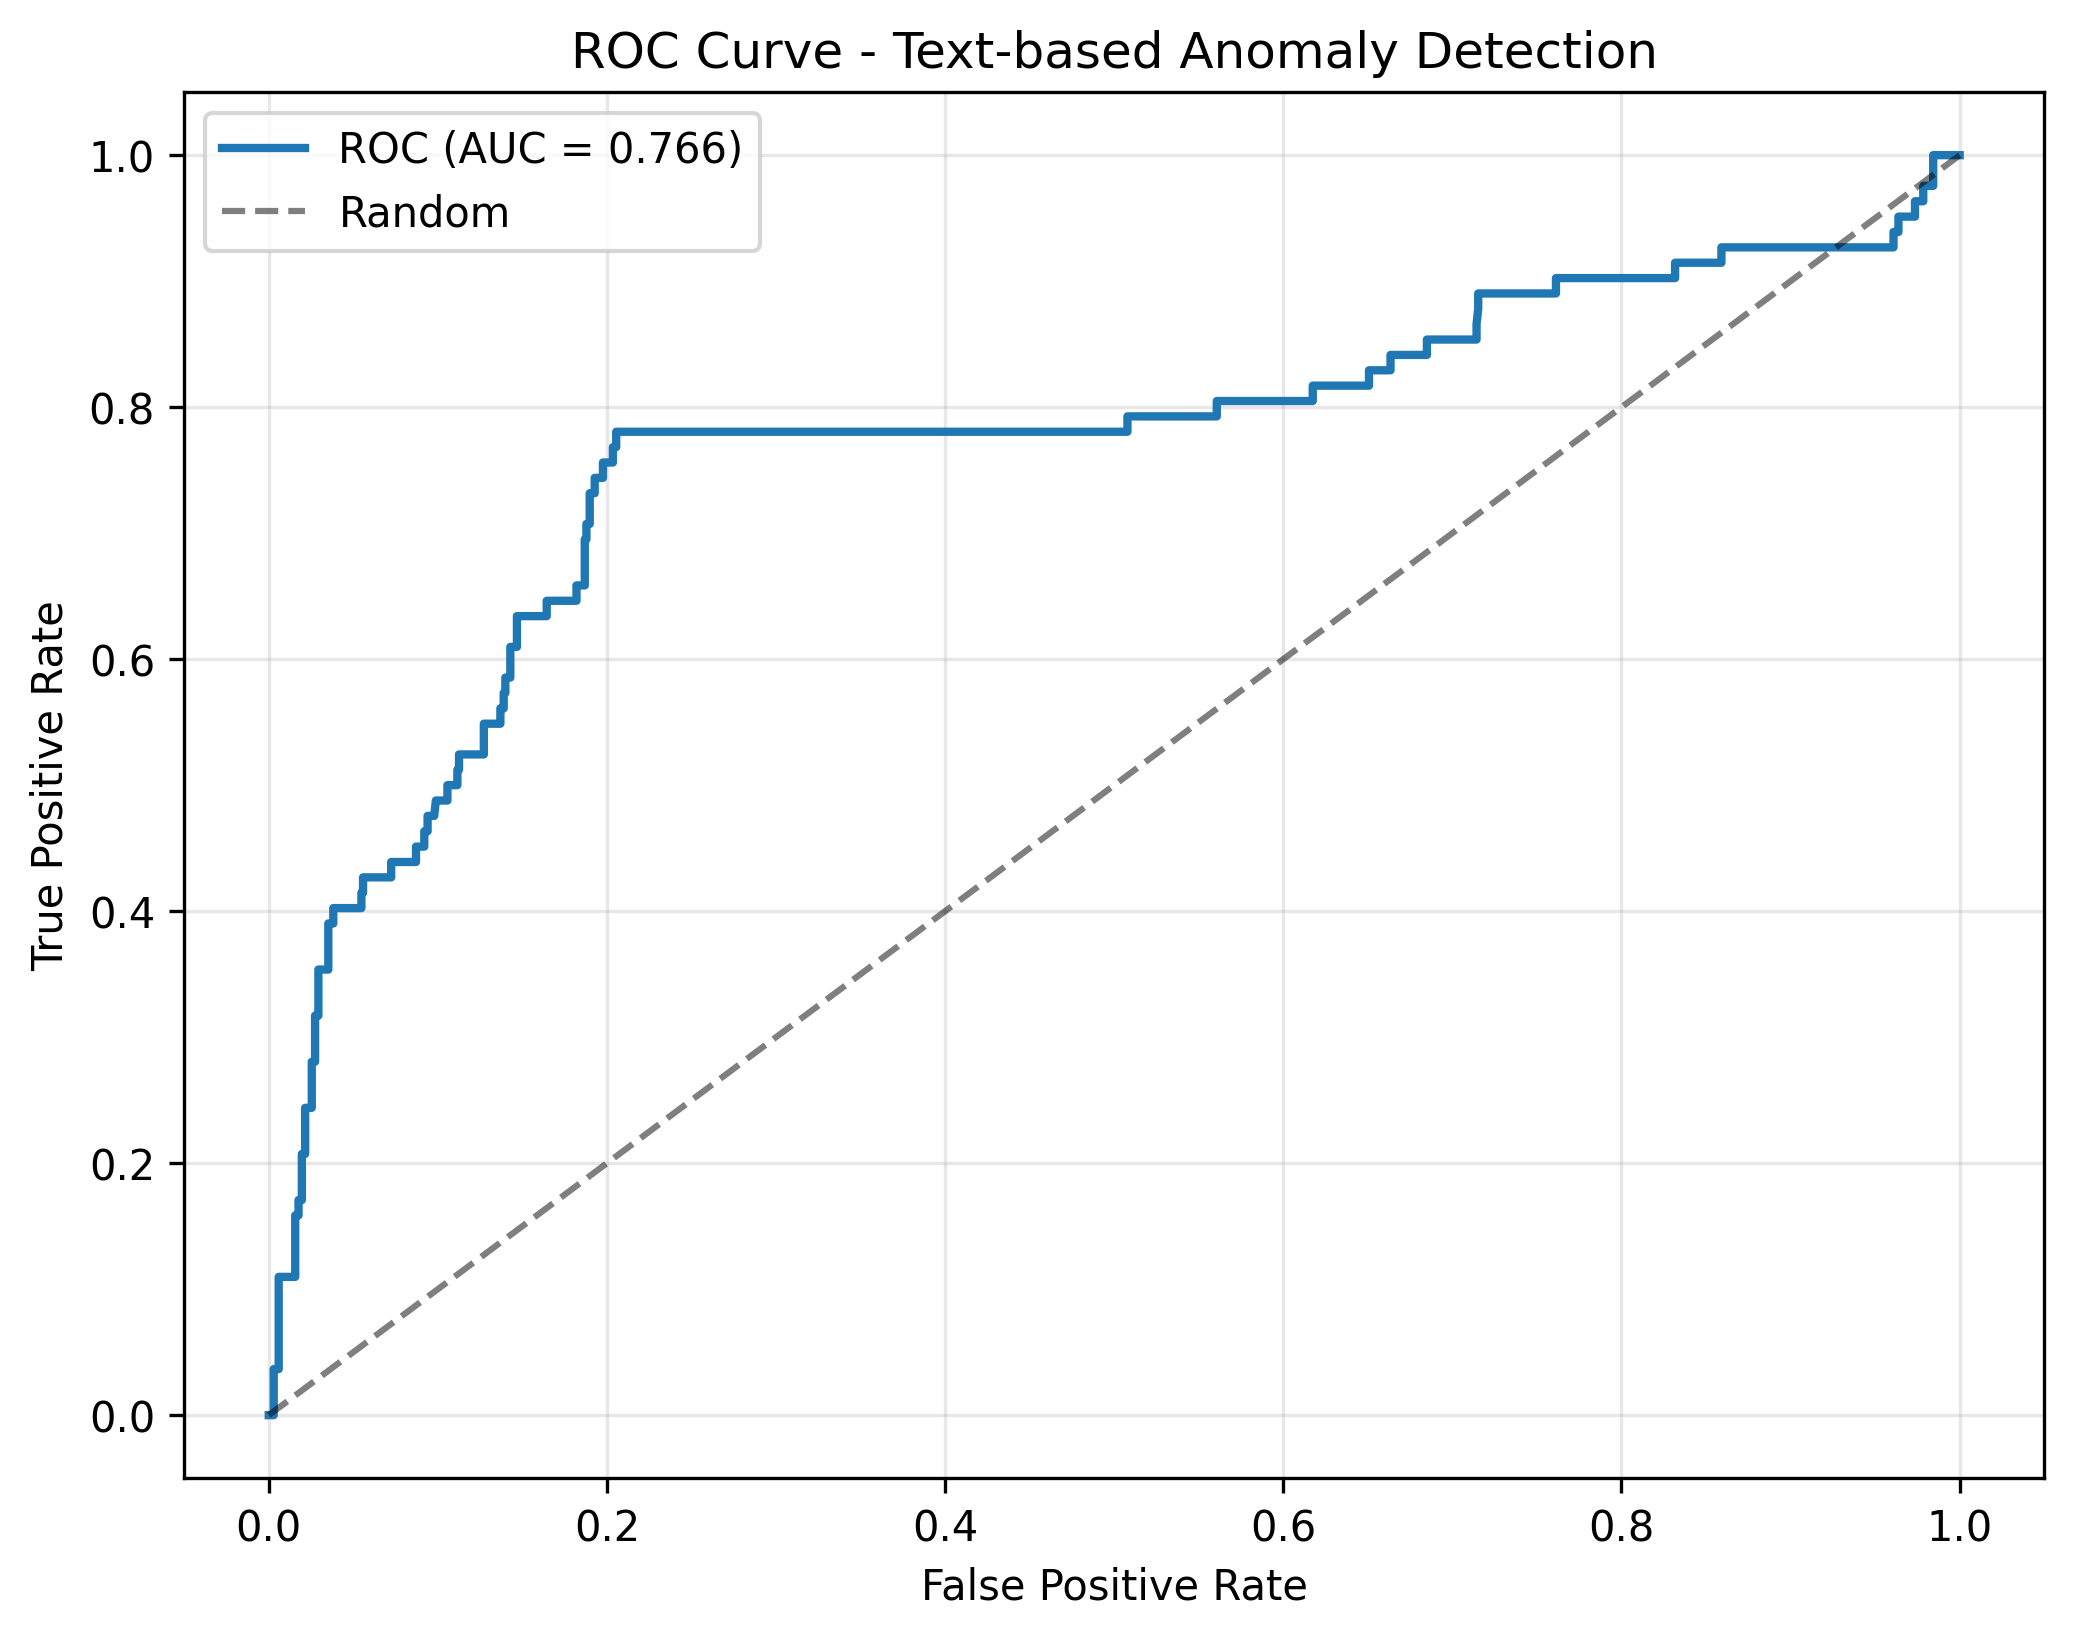 ROC Curve - Text-based Anomaly Detection
ROC (AUC = 0.766)
Random
1.0
0.8
0.6
0.4
0.2
0.0
True Positive Rate
0.0 0.2 0.4 0.6 0.8 1.0
False Positive Rate